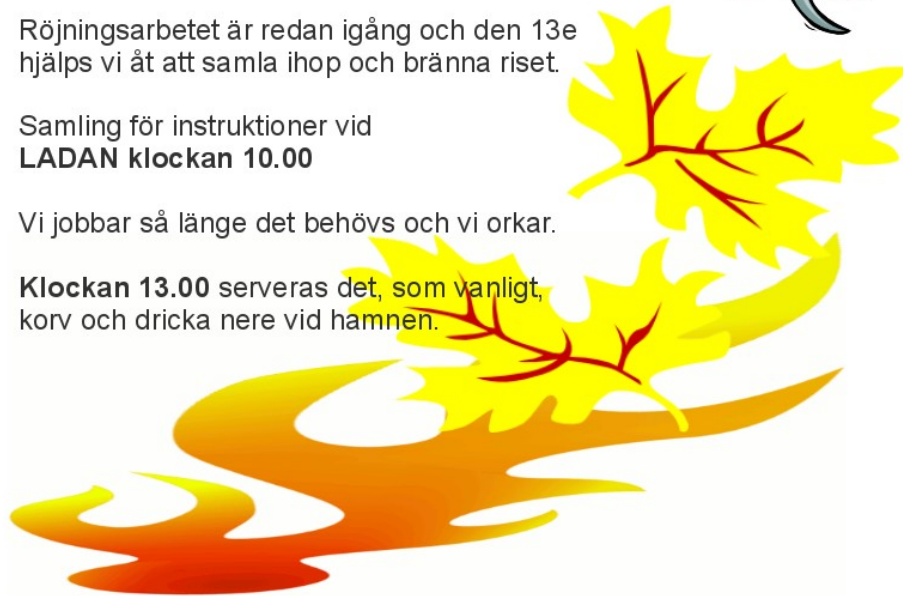 Röjningsarbetet är redan igång och den 13e
hjälps vi åt att samla ihop och bränna riset.
Samling för instruktioner vid
LADAN klockan 10.00
Vi jobbar så länge det behövs och vi orkar.
Klockan 13.00 serveras det, som vanligt,
korv och dricka nere vid hamnen.